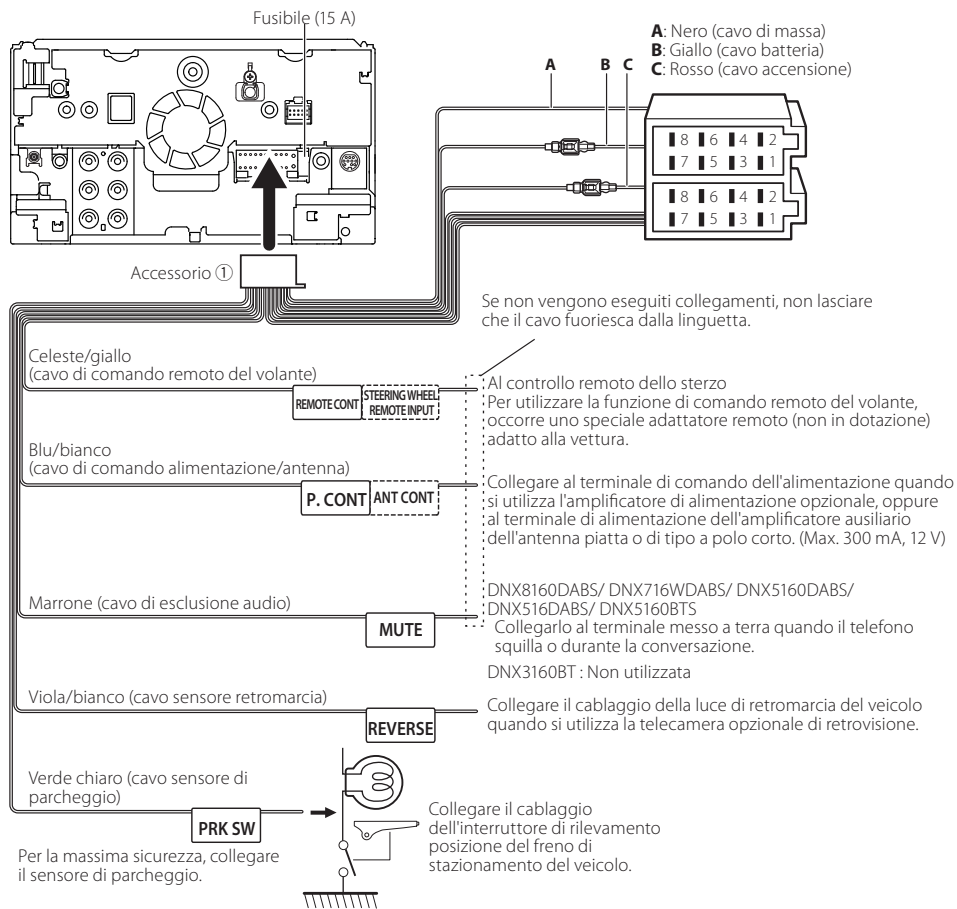 Fusibile (15 A)
A: Nero (cavo di massa)
B: Giallo (cavo batteria)
C: Rosso (cavo accensione)
A B C
8 6 4 2
7 5 3 1
8 6 4 2
7 5 3 1
Accessorio ①
Se non vengono eseguiti collegamenti, non lasciare
che il cavo fuoriesca dalla linguetta.
Celeste/giallo
(cavo di comando remoto del volante)
REMOTE CONT
STEERING WHEEL
REMOTE INPUT
Al controllo remoto dello sterzo
Per utilizzare la funzione di comando remoto del volante,
occorre uno speciale adattatore remoto (non in dotazione)
adatto alla vettura.
Blu/bianco
(cavo di comando alimentazione/antenna)
P. CONT
ANT CONT
Collegare al terminale di comando dell'alimentazione quando
si utilizza l'amplificatore di alimentazione opzionale, oppure
al terminale di alimentazione dell'amplificatore ausiliario
dell'antenna piatta o di tipo a polo corto. (Max. 300 mA, 12 V)
Marrone (cavo di esclusione audio)
MUTE
DNX8160DABS/ DNX716WDABS/ DNX5160DABS/
DNX516DABS/ DNX5160BTS
Collegarlo al terminale messo a terra quando il telefono
squilla o durante la conversazione.
DNX3160BT : Non utilizzata
Viola/bianco (cavo sensore retromarcia)
REVERSE
Collegare il cablaggio della luce di retromarcia del veicolo
quando si utilizza la telecamera opzionale di retrovisione.
Verde chiaro (cavo sensore di
parcheggio)
PRK SW
Per la massima sicurezza, collegare
il sensore di parcheggio.
Collegare il cablaggio
dell'interruttore di rilevamento
posizione del freno di
stazionamento del veicolo.